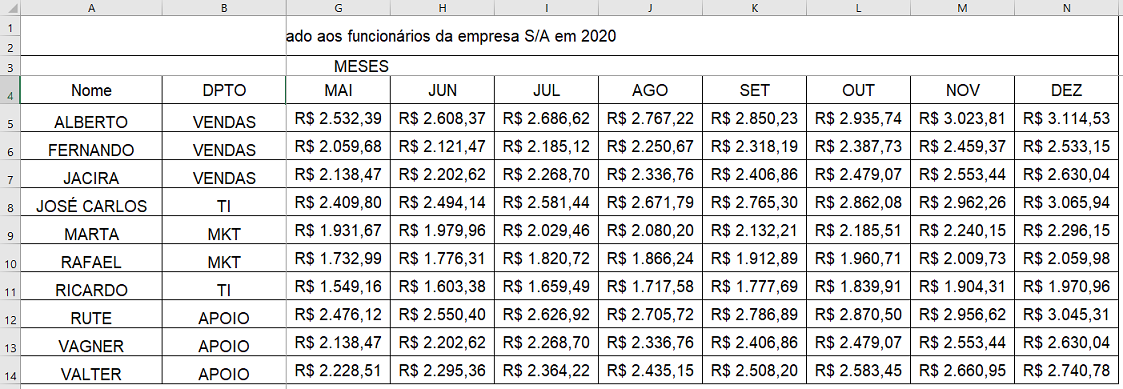 A B G H I J K L M N
1 ado aos funcionários da empresa S/A em 2020
2
3 MESES
4 Nome DPTO MAI JUN JUL AGO SET OUT NOV DEZ
5 ALBERTO VENDAS R$ 2.532,39 R$ 2.608,37 R$ 2.686,62 R$ 2.767,22 R$ 2.850,23 R$ 2.935,74 R$ 3.023,81 R$ 3.114,53
6 FERNANDO VENDAS R$ 2.059,68 R$ 2.121,47 R$ 2.185,12 R$ 2.250,67 R$ 2.318,19 R$ 2.387,73 R$ 2.459,37 R$ 2.533,15
7 JACIRA VENDAS R$ 2.138,47 R$ 2.202,62 R$ 2.268,70 R$ 2.336,76 R$ 2.406,86 R$ 2.479,07 R$ 2.553,44 R$ 2.630,04
8 JOSÉ CARLOS TI R$ 2.409,80 R$ 2.494,14 R$ 2.581,44 R$ 2.671,79 R$ 2.765,30 R$ 2.862,08 R$ 2.962,26 R$ 3.065,94
9 MARTA MKT R$ 1.931,67 R$ 1.979,96 R$ 2.029,46 R$ 2.080,20 R$ 2.132,21 R$ 2.185,51 R$ 2.240,15 R$ 2.296,15
10 RAFAEL MKT R$ 1.732,99 R$ 1.776,31 R$ 1.820,72 R$ 1.866,24 R$ 1.912,89 R$ 1.960,71 R$ 2.009,73 R$ 2.059,98
11 RICARDO TI R$ 1.549,16 R$ 1.603,38 R$ 1.659,49 R$ 1.717,58 R$ 1.777,69 R$ 1.839,91 R$ 1.904,31 R$ 1.970,96
12 RUTE APOIO R$ 2.476,12 R$ 2.550,40 R$ 2.626,92 R$ 2.705,72 R$ 2.786,89 R$ 2.870,50 R$ 2.956,62 R$ 3.045,31
13 VAGNER APOIO R$ 2.138,47 R$ 2.202,62 R$ 2.268,70 R$ 2.336,76 R$ 2.406,86 R$ 2.479,07 R$ 2.553,44 R$ 2.630,04
14 VALTER APOIO R$ 2.228,51 R$ 2.295,36 R$ 2.364,22 R$ 2.435,15 R$ 2.508,20 R$ 2.583,45 R$ 2.660,95 R$ 2.740,78